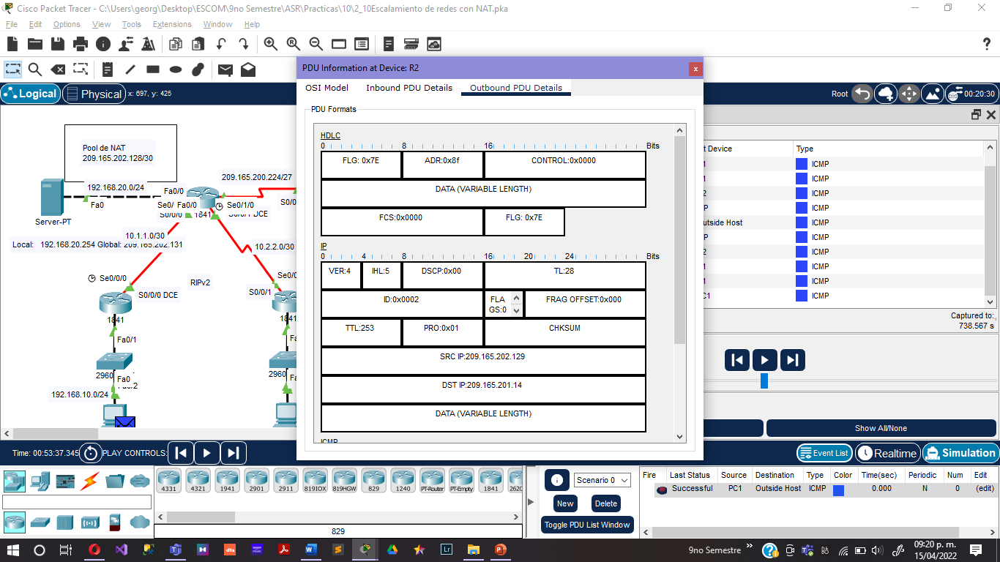 Cisco Packet Tracer - C:\Users\georg\Desktop\ESCOM\9no Semestre\ASR\Practicas\10\2_10Escalamiento de redes con NAT.pka
File Edit Options View Tools Extensions Window Help
Logical Physical x: 697, y: 425
Root 00:20:30
PDU Information at Device: R2
OSI Model Inbound PDU Details Outbound PDU Details
PDU Formats
HDLC
0 8 16 Bits
FLG: 0x7E ADR:0x8f CONTROL:0x0000
DATA (VARIABLE LENGTH)
FCS:0x0000 FLG: 0x7E
IP
0 4 8 16 20 24 Bits
VER:4 IHL:5 DSCP:0x00 TL:28
ID:0x0002 FLA GS:0 FRAG OFFSET:0x000
TTL:253 PRO:0x01 CHKSUM
SRC IP:209.165.202.129
DST IP:209.165.201.14
DATA (VARIABLE LENGTH)
Pool de NAT
209.165.202.128/30
209.165.200.224/27
192.168.20.0/24
Fa0/0
Fa0
Server-PT
Se0/ Fa0/0 Se0/1/0 S0/0
S0/0/0 1841 S0/0/1 DCE
10.1.1.0/30
Local: 192.168.20.254 Global: 209.165.202.131
10.2.2.0/30
Se0/0/0 RIPv2 Se0/0
S0/0/0 DCE S0/0/1
1841 1841
Fa0/1 Fa
2960 2960
Fa0 Fa
Fa0/2
192.168.10.0/24
t Device Type
1 ICMP
1 ICMP
2 ICMP
P ICMP
utside Host ICMP
P ICMP
2 ICMP
1 ICMP
1 ICMP
C1 ICMP
Captured to:
738.567 s
Show All/None
Time: 00:53:37.345 PLAY CONTROLS:
Event List Realtime Simulation
4331 4321 1941 2901 2911 819IOX 819HGW 829 1240 PT-Router PT-Empty 1841 2620
829
Scenario 0
New Delete
Toggle PDU List Window
Fire Last Status Source Destination Type Color Time(sec) Periodic Num Edit
Successful PC1 Outside Host ICMP 0.000 N 0 (edit)
9no Semestre
09:20 p. m.
15/04/2022